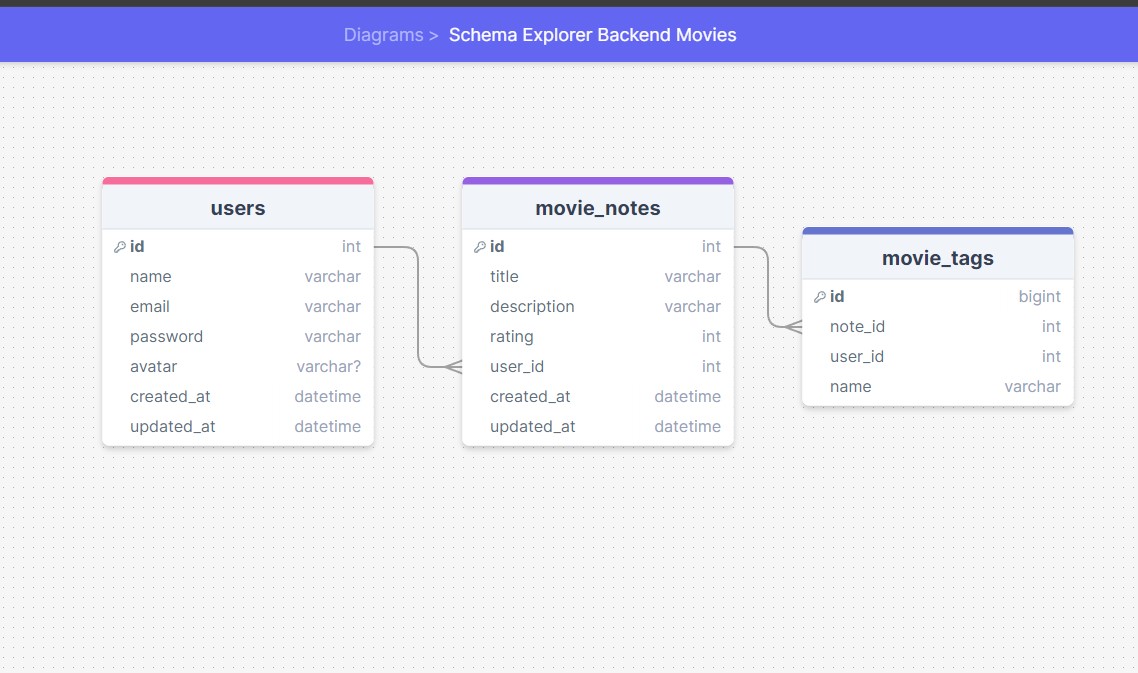 Diagrams > Schema Explorer Backend Movies
users
id int
name varchar
email varchar
password varchar
avatar varchar?
created_at datetime
updated_at datetime
movie_notes
id int
title varchar
description varchar
rating int
user_id int
created_at datetime
updated_at datetime
movie_tags
id bigint
note_id int
user_id int
name varchar